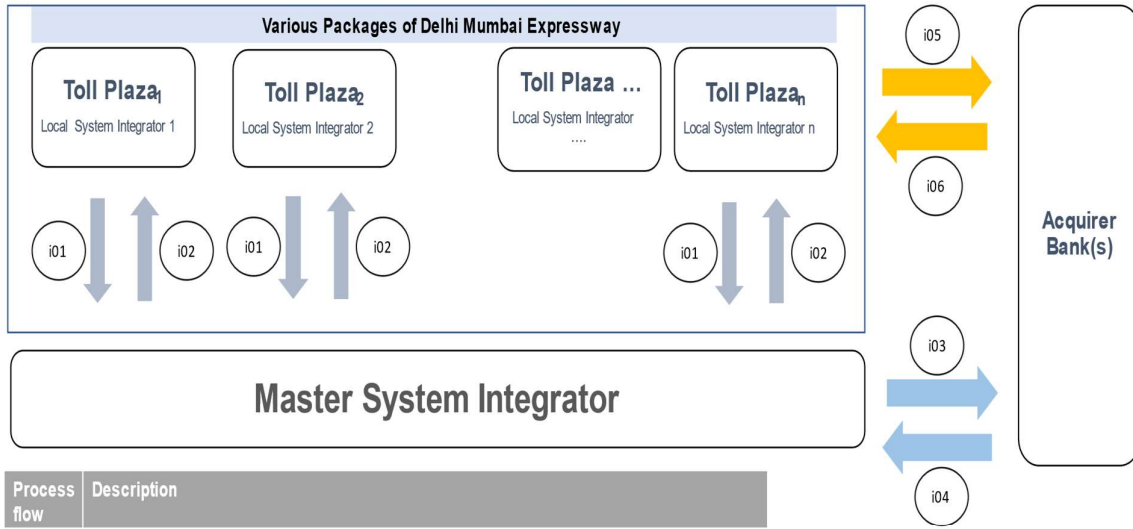 Various Packages of Delhi Mumbai Expressway
i05
Toll Plaza1
Local System Integrator 1
Toll Plaza2
Local System Integrator 2
Toll Plaza ...
Local System Integrator
....
Toll Plazan
Local System Integrator n
i06
Acquirer
Bank(s)
i01
i02
i01
i02
i01
i02
i03
Master System Integrator
i04
Process
flow
Description